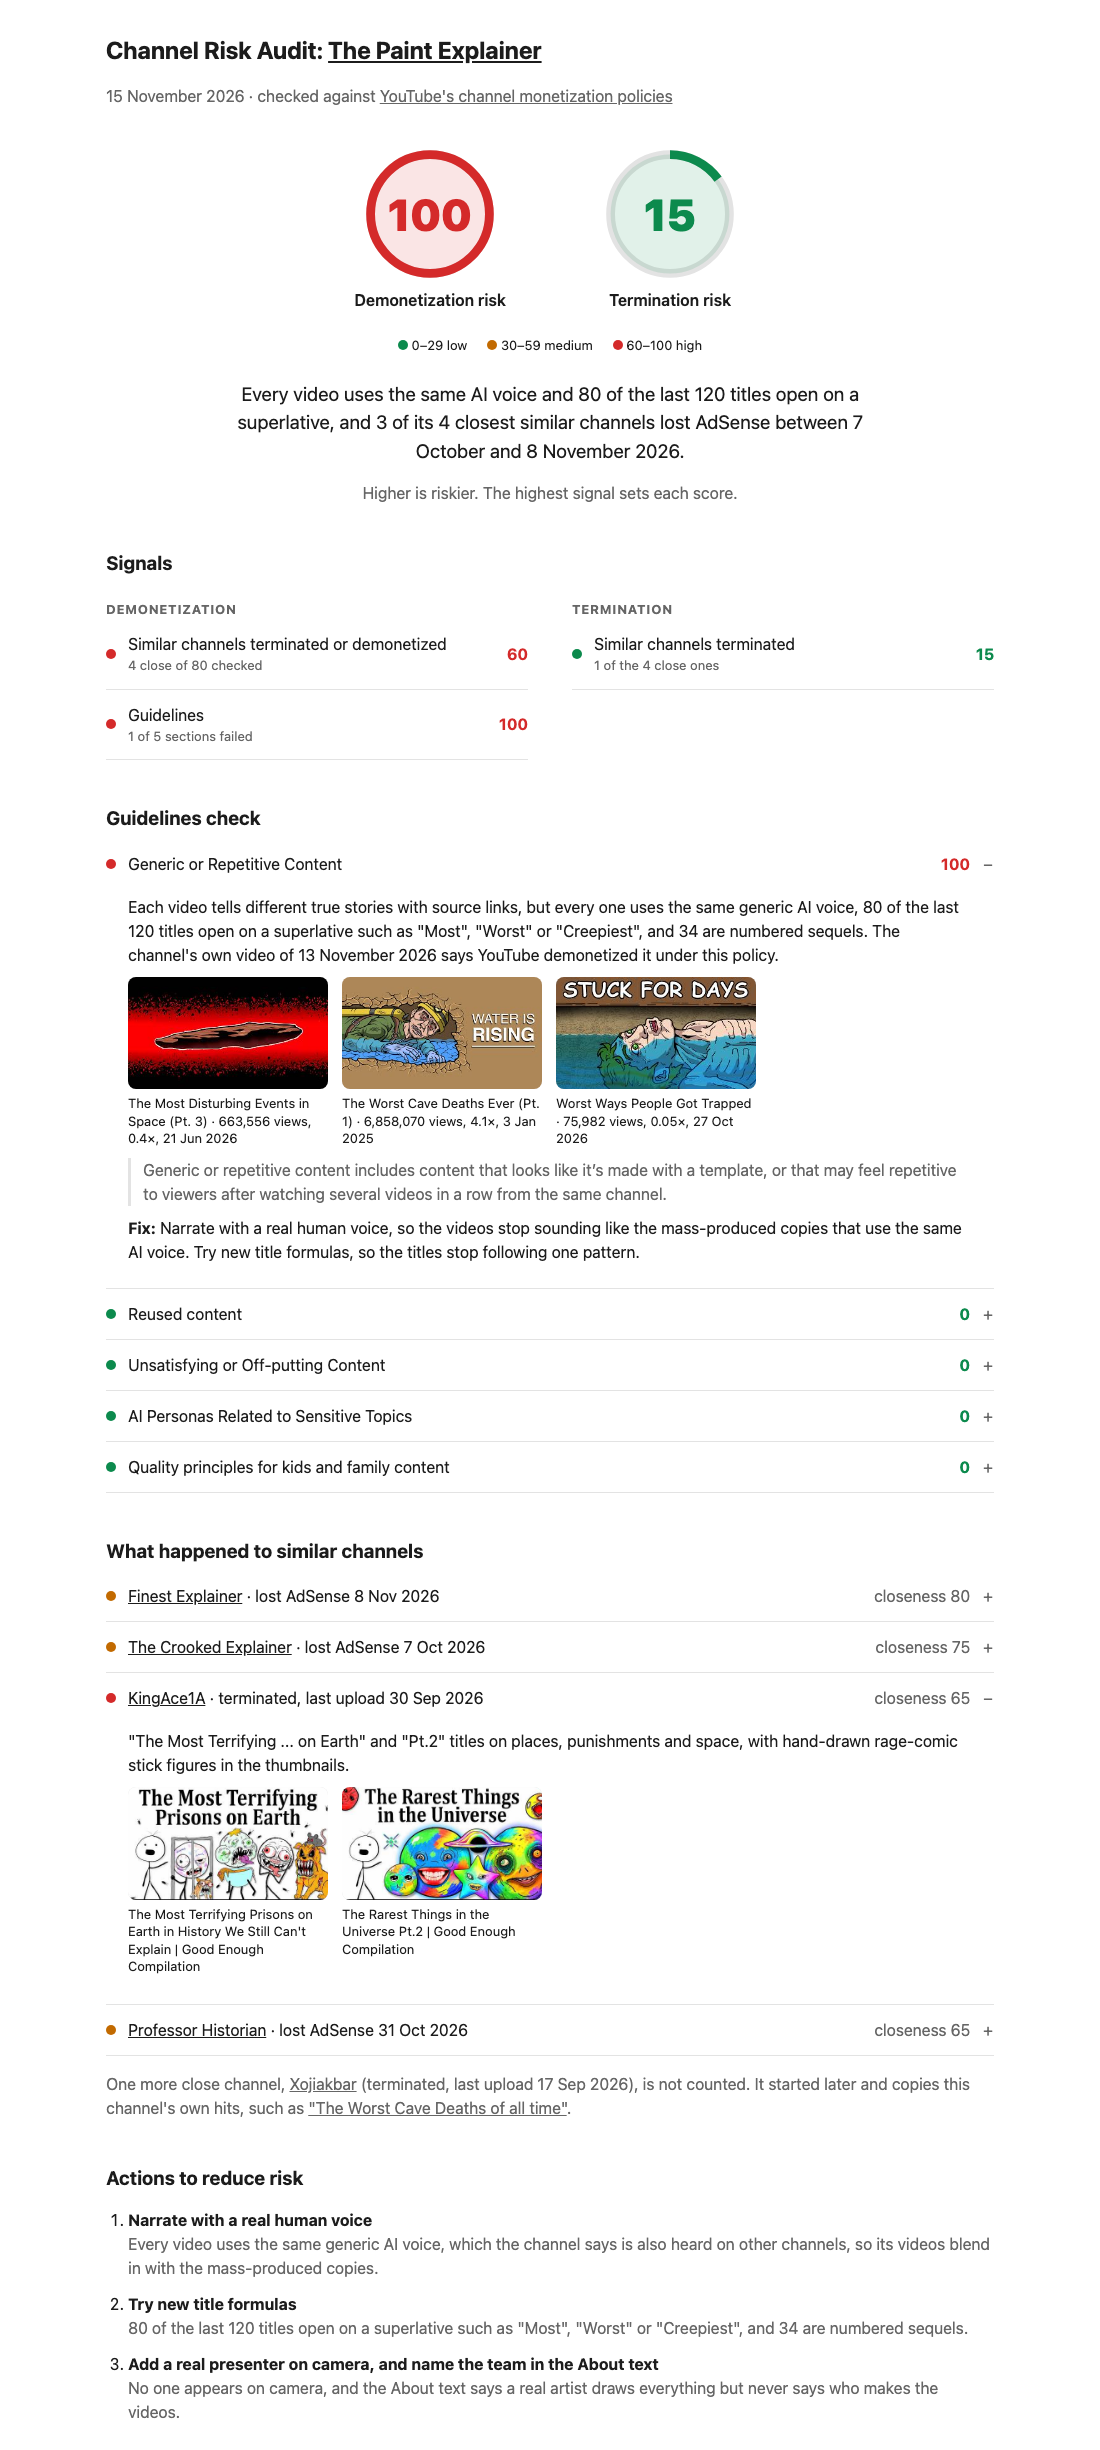 Channel Risk Audit: The Paint Explainer
15 November 2026 · checked against YouTube's channel monetization policies
100
15
Demonetization risk
Termination risk
0–29 low
30–59 medium
60–100 high
Every video uses the same AI voice and 80 of the last 120 titles open on a
superlative, and 3 of its 4 closest similar channels lost AdSense between 7
October and 8 November 2026.
Higher is riskier. The highest signal sets each score.
Signals
DEMONETIZATION
Similar channels terminated or demonetized
4 close of 80 checked
60
Guidelines
1 of 5 sections failed
100
TERMINATION
Similar channels terminated
1 of the 4 close ones
15
Guidelines check
Generic or Repetitive Content
100 –
Each video tells different true stories with source links, but every one uses the same generic AI voice, 80 of the last
120 titles open on a superlative such as "Most", "Worst" or "Creepiest", and 34 are numbered sequels. The
channel's own video of 13 November 2026 says YouTube demonetized it under this policy.
WATER IS
RISING
STUCK FOR DAYS
The Most Disturbing Events in
Space (Pt. 3) · 663,556 views,
0.4×, 21 Jun 2026
The Worst Cave Deaths Ever (Pt.
1) · 6,858,070 views, 4.1×, 3 Jan
2025
Worst Ways People Got Trapped
· 75,982 views, 0.05×, 27 Oct
2026
Generic or repetitive content includes content that looks like it’s made with a template, or that may feel repetitive
to viewers after watching several videos in a row from the same channel.
Fix: Narrate with a real human voice, so the videos stop sounding like the mass-produced copies that use the same
AI voice. Try new title formulas, so the titles stop following one pattern.
Reused content
0 +
Unsatisfying or Off-putting Content
0 +
AI Personas Related to Sensitive Topics
0 +
Quality principles for kids and family content
0 +
What happened to similar channels
Finest Explainer · lost AdSense 8 Nov 2026
closeness 80 +
The Crooked Explainer · lost AdSense 7 Oct 2026
closeness 75 +
KingAce1A · terminated, last upload 30 Sep 2026
closeness 65 –
"The Most Terrifying ... on Earth" and "Pt.2" titles on places, punishments and space, with hand-drawn rage-comic
stick figures in the thumbnails.
The Most Terrifying
Prisons on Earth
The Rarest Things
in the Universe
The Most Terrifying Prisons on
Earth in History We Still Can't
Explain | Good Enough
Compilation
The Rarest Things in the
Universe Pt.2 | Good Enough
Compilation
Professor Historian · lost AdSense 31 Oct 2026
closeness 65 +
One more close channel, Xojiakbar (terminated, last upload 17 Sep 2026), is not counted. It started later and copies this
channel's own hits, such as "The Worst Cave Deaths of all time".
Actions to reduce risk
1. Narrate with a real human voice
Every video uses the same generic AI voice, which the channel says is also heard on other channels, so its videos blend
in with the mass-produced copies.
2. Try new title formulas
80 of the last 120 titles open on a superlative such as "Most", "Worst" or "Creepiest", and 34 are numbered sequels.
3. Add a real presenter on camera, and name the team in the About text
No one appears on camera, and the About text says a real artist draws everything but never says who makes the
videos.